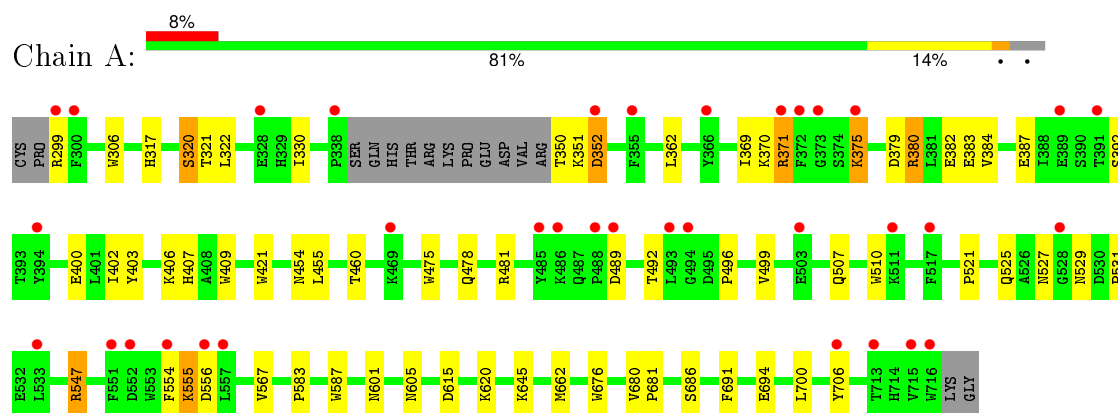 8%
Chain A:
81% 14% • •
CYS PRO R299 F300 W306 H317 S320 T321 L322 E328 H329 I330 P338 SER GLN HIS THR ARG LYS PRO GLU ASP VAL ARG T350 K351 D352 F355 L362 Y366 I369 K370 R371 F372 G373 S374 K375 D379 R380 L381 E382 E383 V384 E387 I388 E389 S390 T391 S392
T393 Y394 E400 L401 I402 Y403 K406 H407 A408 W409 W421 N454 L455 T460 K469 W475 Q478 R481 Y485 K486 Q487 P488 D489 T492 L493 G494 D495 P496 V499 E503 Q507 W510 K511 F517 P521 Q525 A526 N527 G528 N529 D530 P531
E532 L533 R547 F551 D552 W553 F554 K555 D556 L557 V567 P583 W587 N601 N605 D615 K620 K645 M662 W676 V680 P681 S686 F691 E694 L700 Y706 T713 H714 V715 W716 LYS GLY